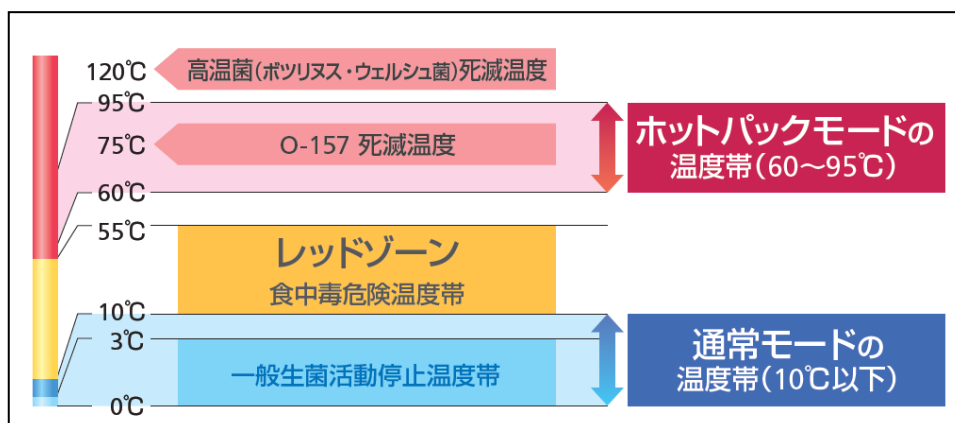 120℃
高温菌(ボツリヌス・ウェルシュ菌)死滅温度
95℃
ホットパックモードの
温度帯(60〜95℃)
75℃
O-157 死滅温度
60℃
55℃
レッドゾーン
食中毒危険温度帯
10℃
3℃
通常モードの
温度帯(10℃以下)
一般生菌活動停止温度帯
0℃